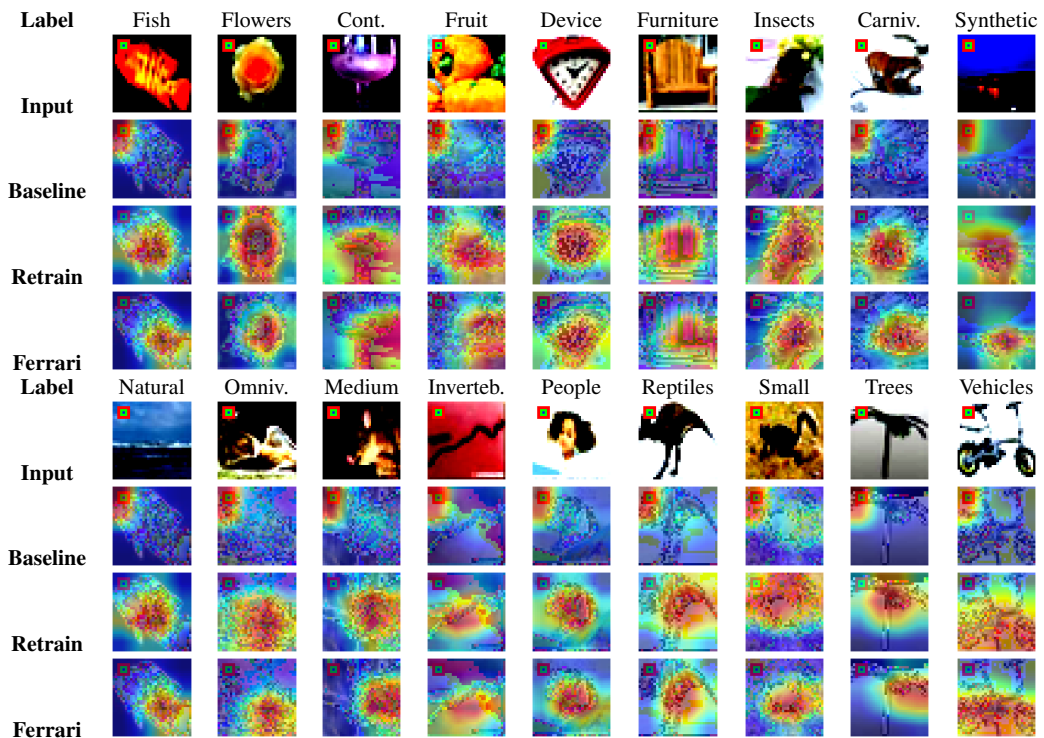 Label Fish Flowers Cont. Fruit Device Furniture Insects Carniv. Synthetic
Input
Baseline
Retrain
Ferrari
Label Natural Omniv. Medium Inverteb. People Reptiles Small Trees Vehicles
Input
Baseline
Retrain
Ferrari